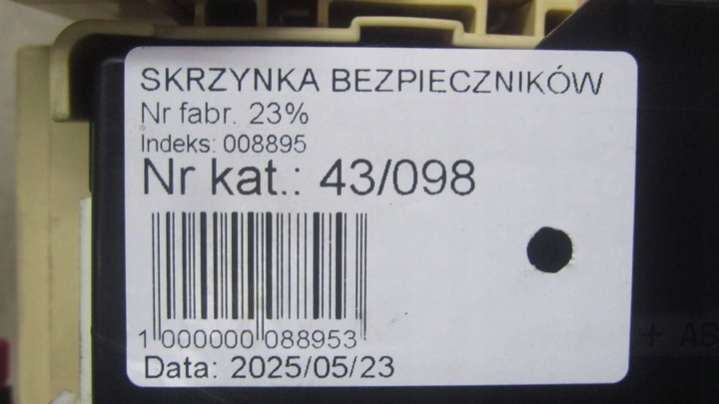 SKRZYNKA BEZPIECZNIKÓW
Nr fabr. 23%
Indeks: 008895
Nr kat.: 43/098
1 000000 088953
Data: 2025/05/23